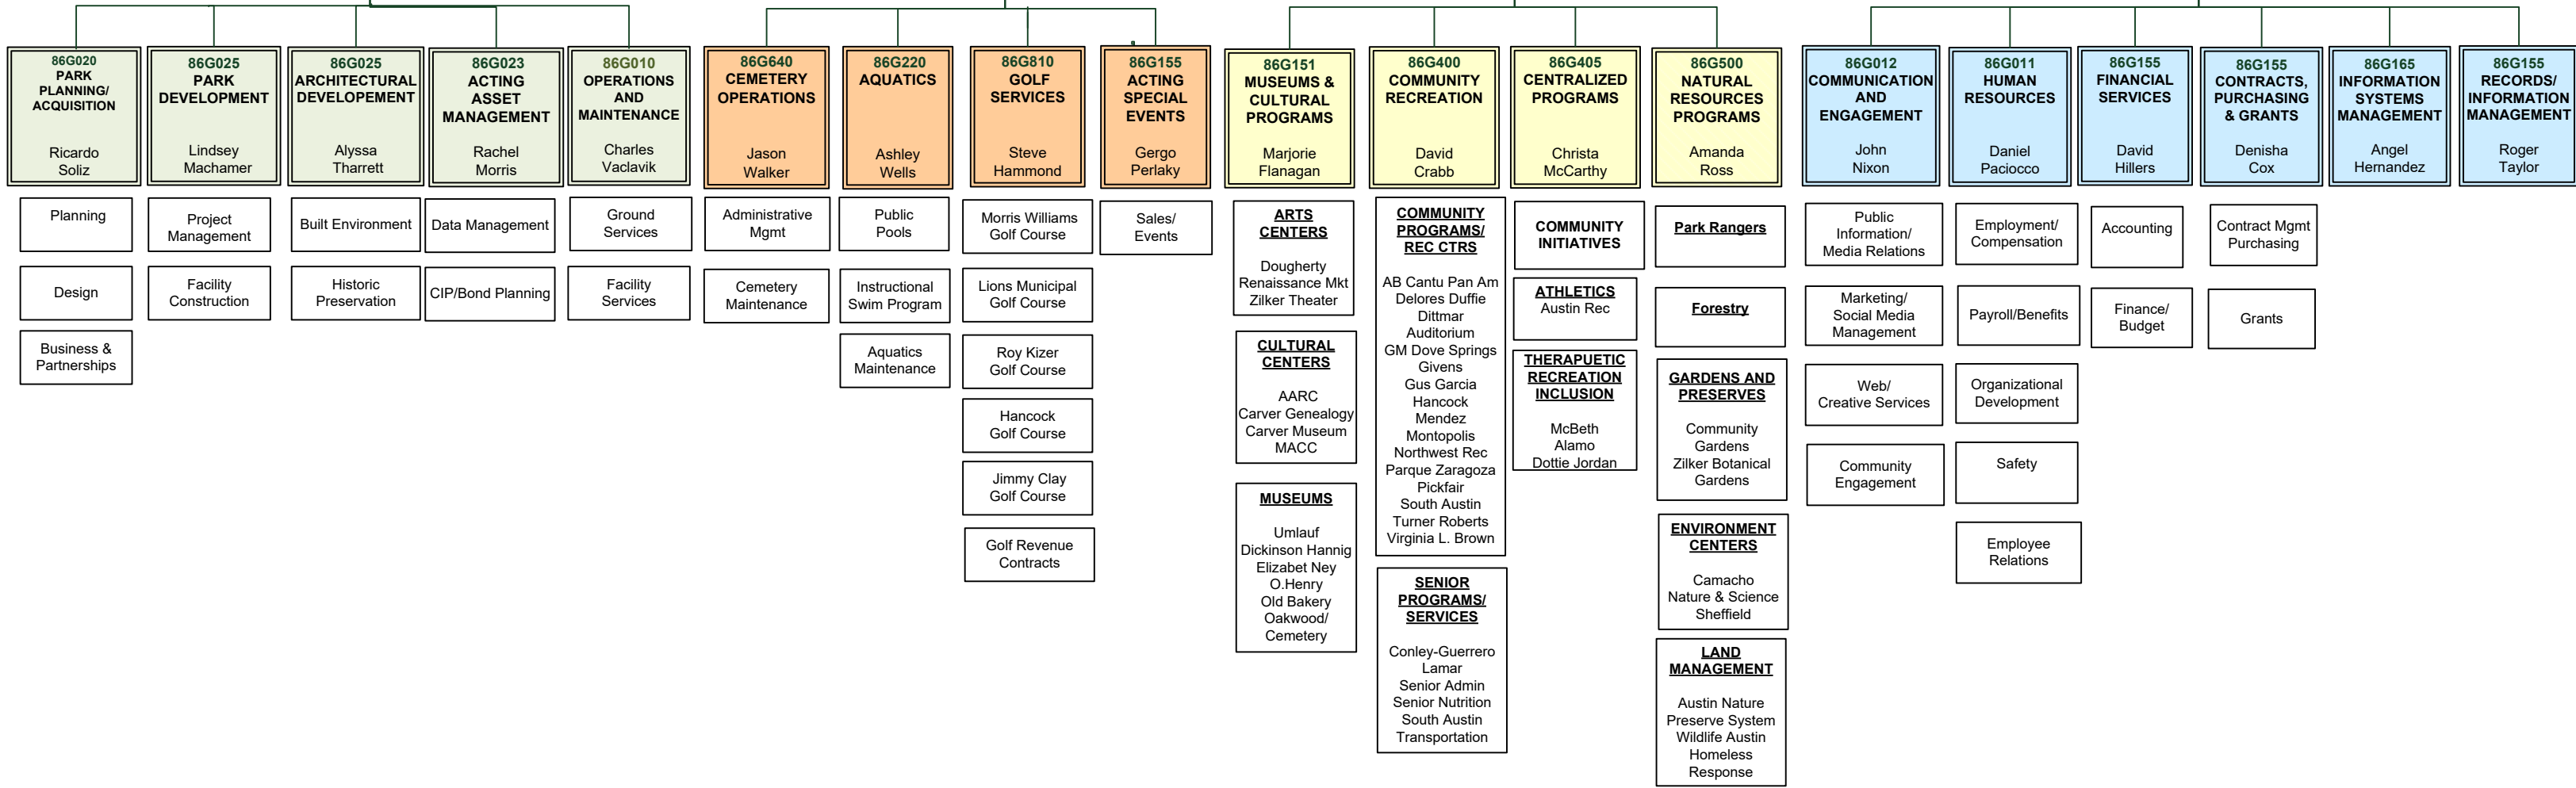 86G020
PARK
PLANNING/
ACQUISITION
Ricardo
Soliz
Planning
Design
Business &
Partnerships
86G025
PARK
DEVELOPMENT
Lindsey
Machamer
Project
Management
Facility
Construction
86G025
ARCHITECTURAL
DEVELOPEMENT
Alyssa
Tharrett
Built Environment
Historic
Preservation
86G023
ACTING
ASSET
MANAGEMENT
Rachel
Morris
Data Management
CIP/Bond Planning
86G010
OPERATIONS
AND
MAINTENANCE
Charles
Vaclavik
Ground
Services
Facility
Services
86G640
CEMETERY
OPERATIONS
Jason
Walker
Administrative
Mgmt
Cemetery
Maintenance
86G220
AQUATICS
Ashley
Wells
Public
Pools
Instructional
Swim Program
Aquatics
Maintenance
86G810
GOLF
SERVICES
Steve
Hammond
Morris Williams
Golf Course
Lions Municipal
Golf Course
Roy Kizer
Golf Course
Hancock
Golf Course
Jimmy Clay
Golf Course
Golf Revenue
Contracts
86G155
ACTING
SPECIAL
EVENTS
Gergo
Perlaky
Sales/
Events
86G151
MUSEUMS &
CULTURAL
PROGRAMS
Marjorie
Flanagan
ARTS
CENTERS
Dougherty
Renaissance Mkt
Zilker Theater
CULTURAL
CENTERS
AARC
Carver Genealogy
Carver Museum
MACC
MUSEUMS
Umlauf
Dickinson Hannig
Elizabet Ney
O.Henry
Old Bakery
Oakwood/
Cemetery
86G400
COMMUNITY
RECREATION
David
Crabb
COMMUNITY
PROGRAMS/
REC CTRS
AB Cantu Pan Am
Delores Duffie
Dittmar
Auditorium
GM Dove Springs
Givens
Gus Garcia
Hancock
Mendez
Montopolis
Northwest Rec
Parque Zaragoza
Pickfair
South Austin
Turner Roberts
Virginia L. Brown
SENIOR
PROGRAMS/
SERVICES
Conley-Guerrero
Lamar
Senior Admin
Senior Nutrition
South Austin
Transportation
86G405
CENTRALIZED
PROGRAMS
Christa
McCarthy
COMMUNITY
INITIATIVES
ATHLETICS
Austin Rec
THERAPUETIC
RECREATION
INCLUSION
McBeth
Alamo
Dottie Jordan
86G500
NATURAL
RESOURCES
PROGRAMS
Amanda
Ross
Park Rangers
Forestry
GARDENS AND
PRESERVES
Community
Gardens
Zilker Botanical
Gardens
ENVIRONMENT
CENTERS
Camacho
Nature & Science
Sheffield
LAND
MANAGEMENT
Austin Nature
Preserve System
Wildlife Austin
Homeless
Response
86G012
COMMUNICATION
AND
ENGAGEMENT
John
Nixon
Public
Information/
Media Relations
Marketing/
Social Media
Management
Web/
Creative Services
Community
Engagement
86G011
HUMAN
RESOURCES
Daniel
Paciocco
Employment/
Compensation
Payroll/Benefits
Organizational
Development
Safety
Employee
Relations
86G155
FINANCIAL
SERVICES
David
Hillers
Accounting
Finance/
Budget
86G155
CONTRACTS,
PURCHASING
& GRANTS
Denisha
Cox
Contract Mgmt
Purchasing
Grants
86G165
INFORMATION
SYSTEMS
MANAGEMENT
Angel
Hernandez
86G155
RECORDS/
INFORMATION
MANAGEMENT
Roger
Taylor